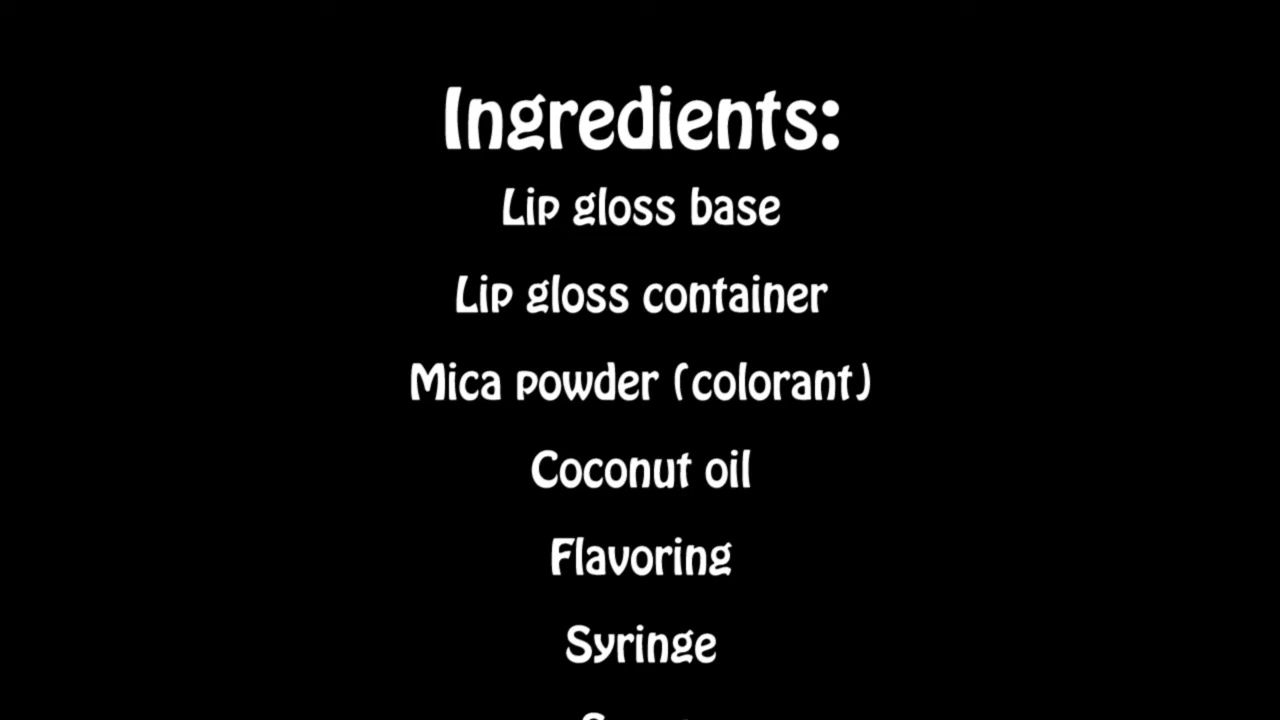 Ingredients:
Lip gloss base
Lip gloss container
Mica powder (colorant)
Coconut oil
Flavoring
Syringe